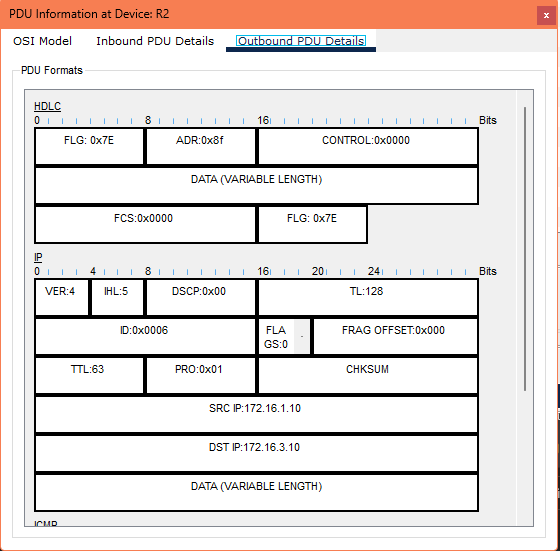 PDU Information at Device: R2
x
OSI Model Inbound PDU Details Outbound PDU Details
PDU Formats
HDLC
0 8 16 Bits
FLG: 0x7E ADR:0x8f CONTROL:0x0000
DATA (VARIABLE LENGTH)
FCS:0x0000 FLG: 0x7E
IP
0 4 8 16 20 24 Bits
VER:4 IHL:5 DSCP:0x00 TL:128
ID:0x0006 FLA
GS:0 FRAG OFFSET:0x000
TTL:63 PRO:0x01 CHKSUM
SRC IP:172.16.1.10
DST IP:172.16.3.10
DATA (VARIABLE LENGTH)
ICMP